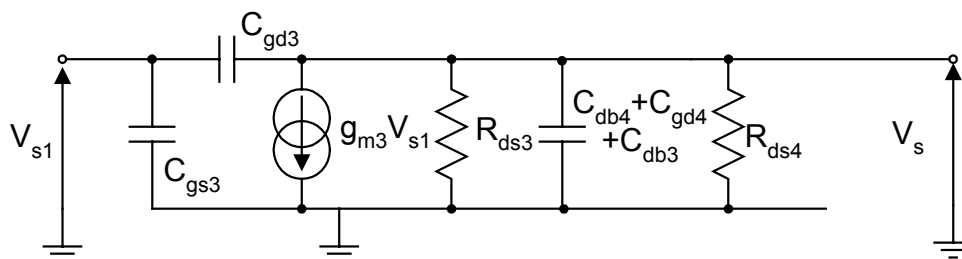 C_gd3
V_s1
C_gs3
g_m3V_s1
R_ds3
C_db4+C_gd4
+C_db3
R_ds4
V_s